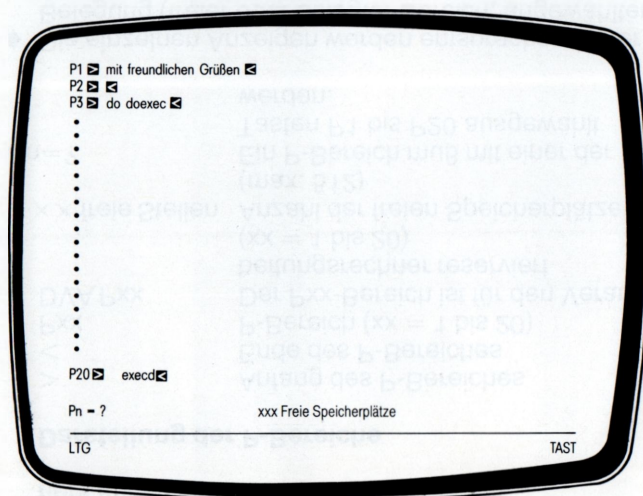 P1 > mit freundlichen Grüßen <
P2 > <
P3 > do doexec <
P20 > execd <
Pn = ? xxx Freie Speicherplätze
LTG TAST